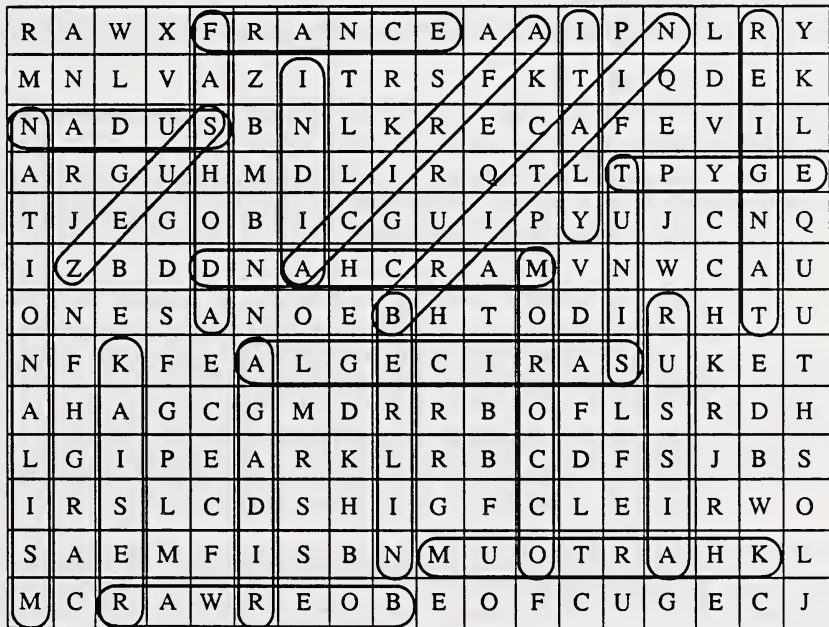 R A W X F R A N C E A A I P N L R Y
M N L V A Z I T R S F K T I Q D E K
N A D U S B N L K R E C A F E V I L
A R G U H M D L I R Q T L T P Y G E
T J E G O B I C G U I P Y U J C N Q
I Z B D D N A H C R A M V N W C A U
O N E S A N O E B H T O D I R H T U
N F K F E A L G E C I R A S U K E T
A H A G C G M D R R B O F L S R D H
L G I P E A R K L R B C D F S J B S
I R S L C D S H I G F C L E I R W O
S A E M F I S B N M U O T R A H K L
M C R A W R E O B E O F C U G E C J